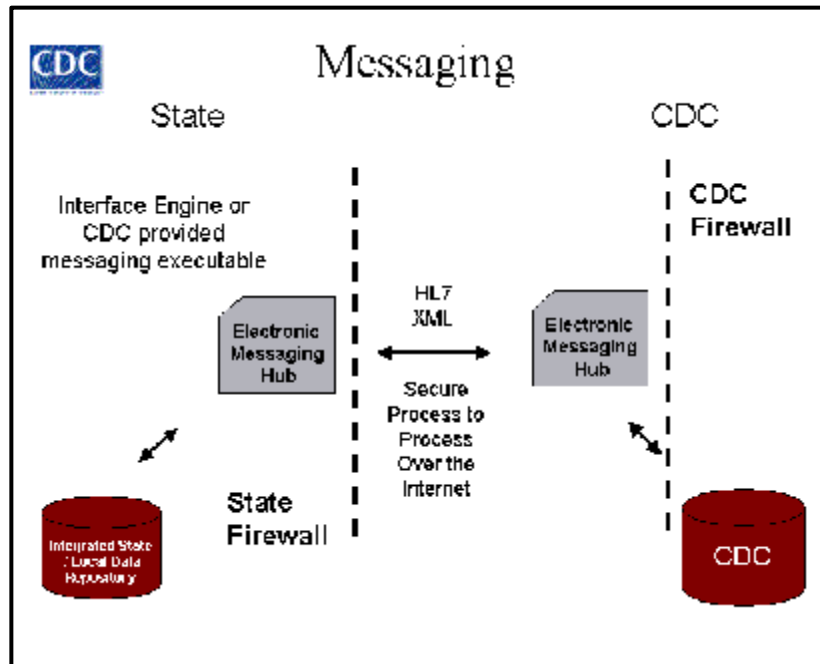 CDC
Messaging
State
CDC
Interface Engine or
CDC provided
messaging executable
CDC
Firewall
HL7
XML
Electronic
Messaging
Hub
Electronic
Messaging
Hub
Secure
Process to
Process
Over the
Internet
State
Firewall
Integrated State
/ Local Data
Repository
CDC